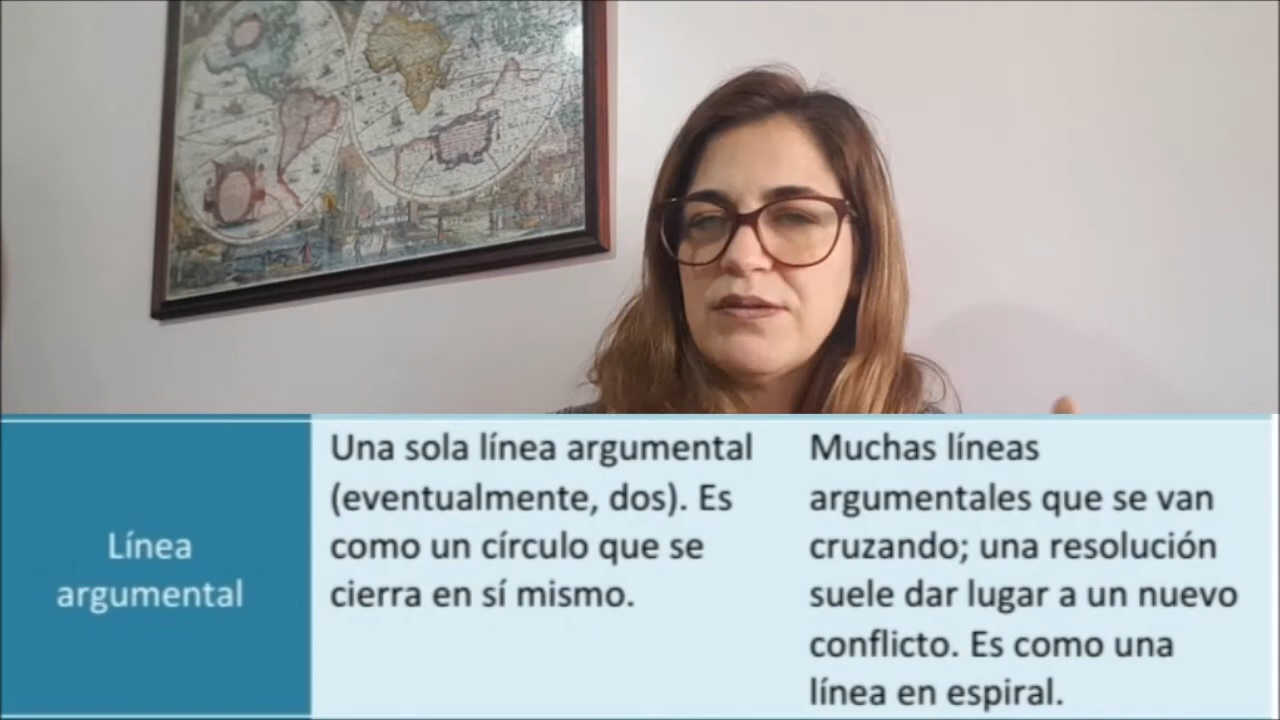 Línea
argumental
Una sola línea argumental
(eventualmente, dos). Es
como un círculo que se
cierra en sí mismo.
Muchas líneas
argumentales que se van
cruzando; una resolución
suele dar lugar a un nuevo
conflicto. Es como una
línea en espiral.